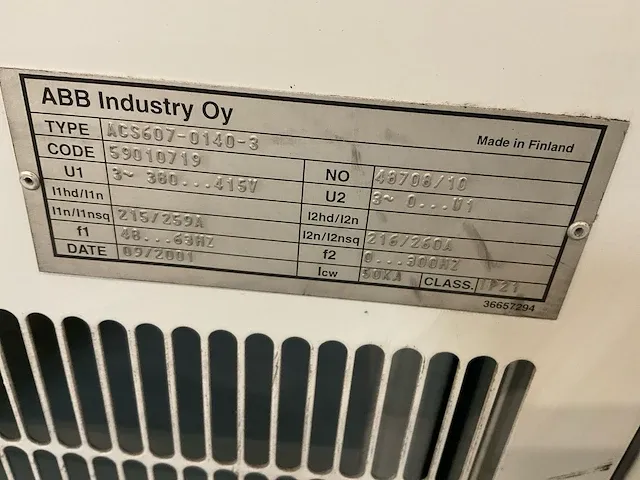 ABB Industry Oy
Made in Finland
TYPE ACS607-0140-3
CODE 59010719 NO 48708/10
U1 3~ 380...415V U2 3~ 0...U1
I1hd/I1n I2hd/I2n
I1n/I1nsq 215/259A I2n/I2nsq 216/260A
f1 48...63HZ f2 0...300HZ
DATE 09/2001 Icw 50KA CLASS. IP21
36657294